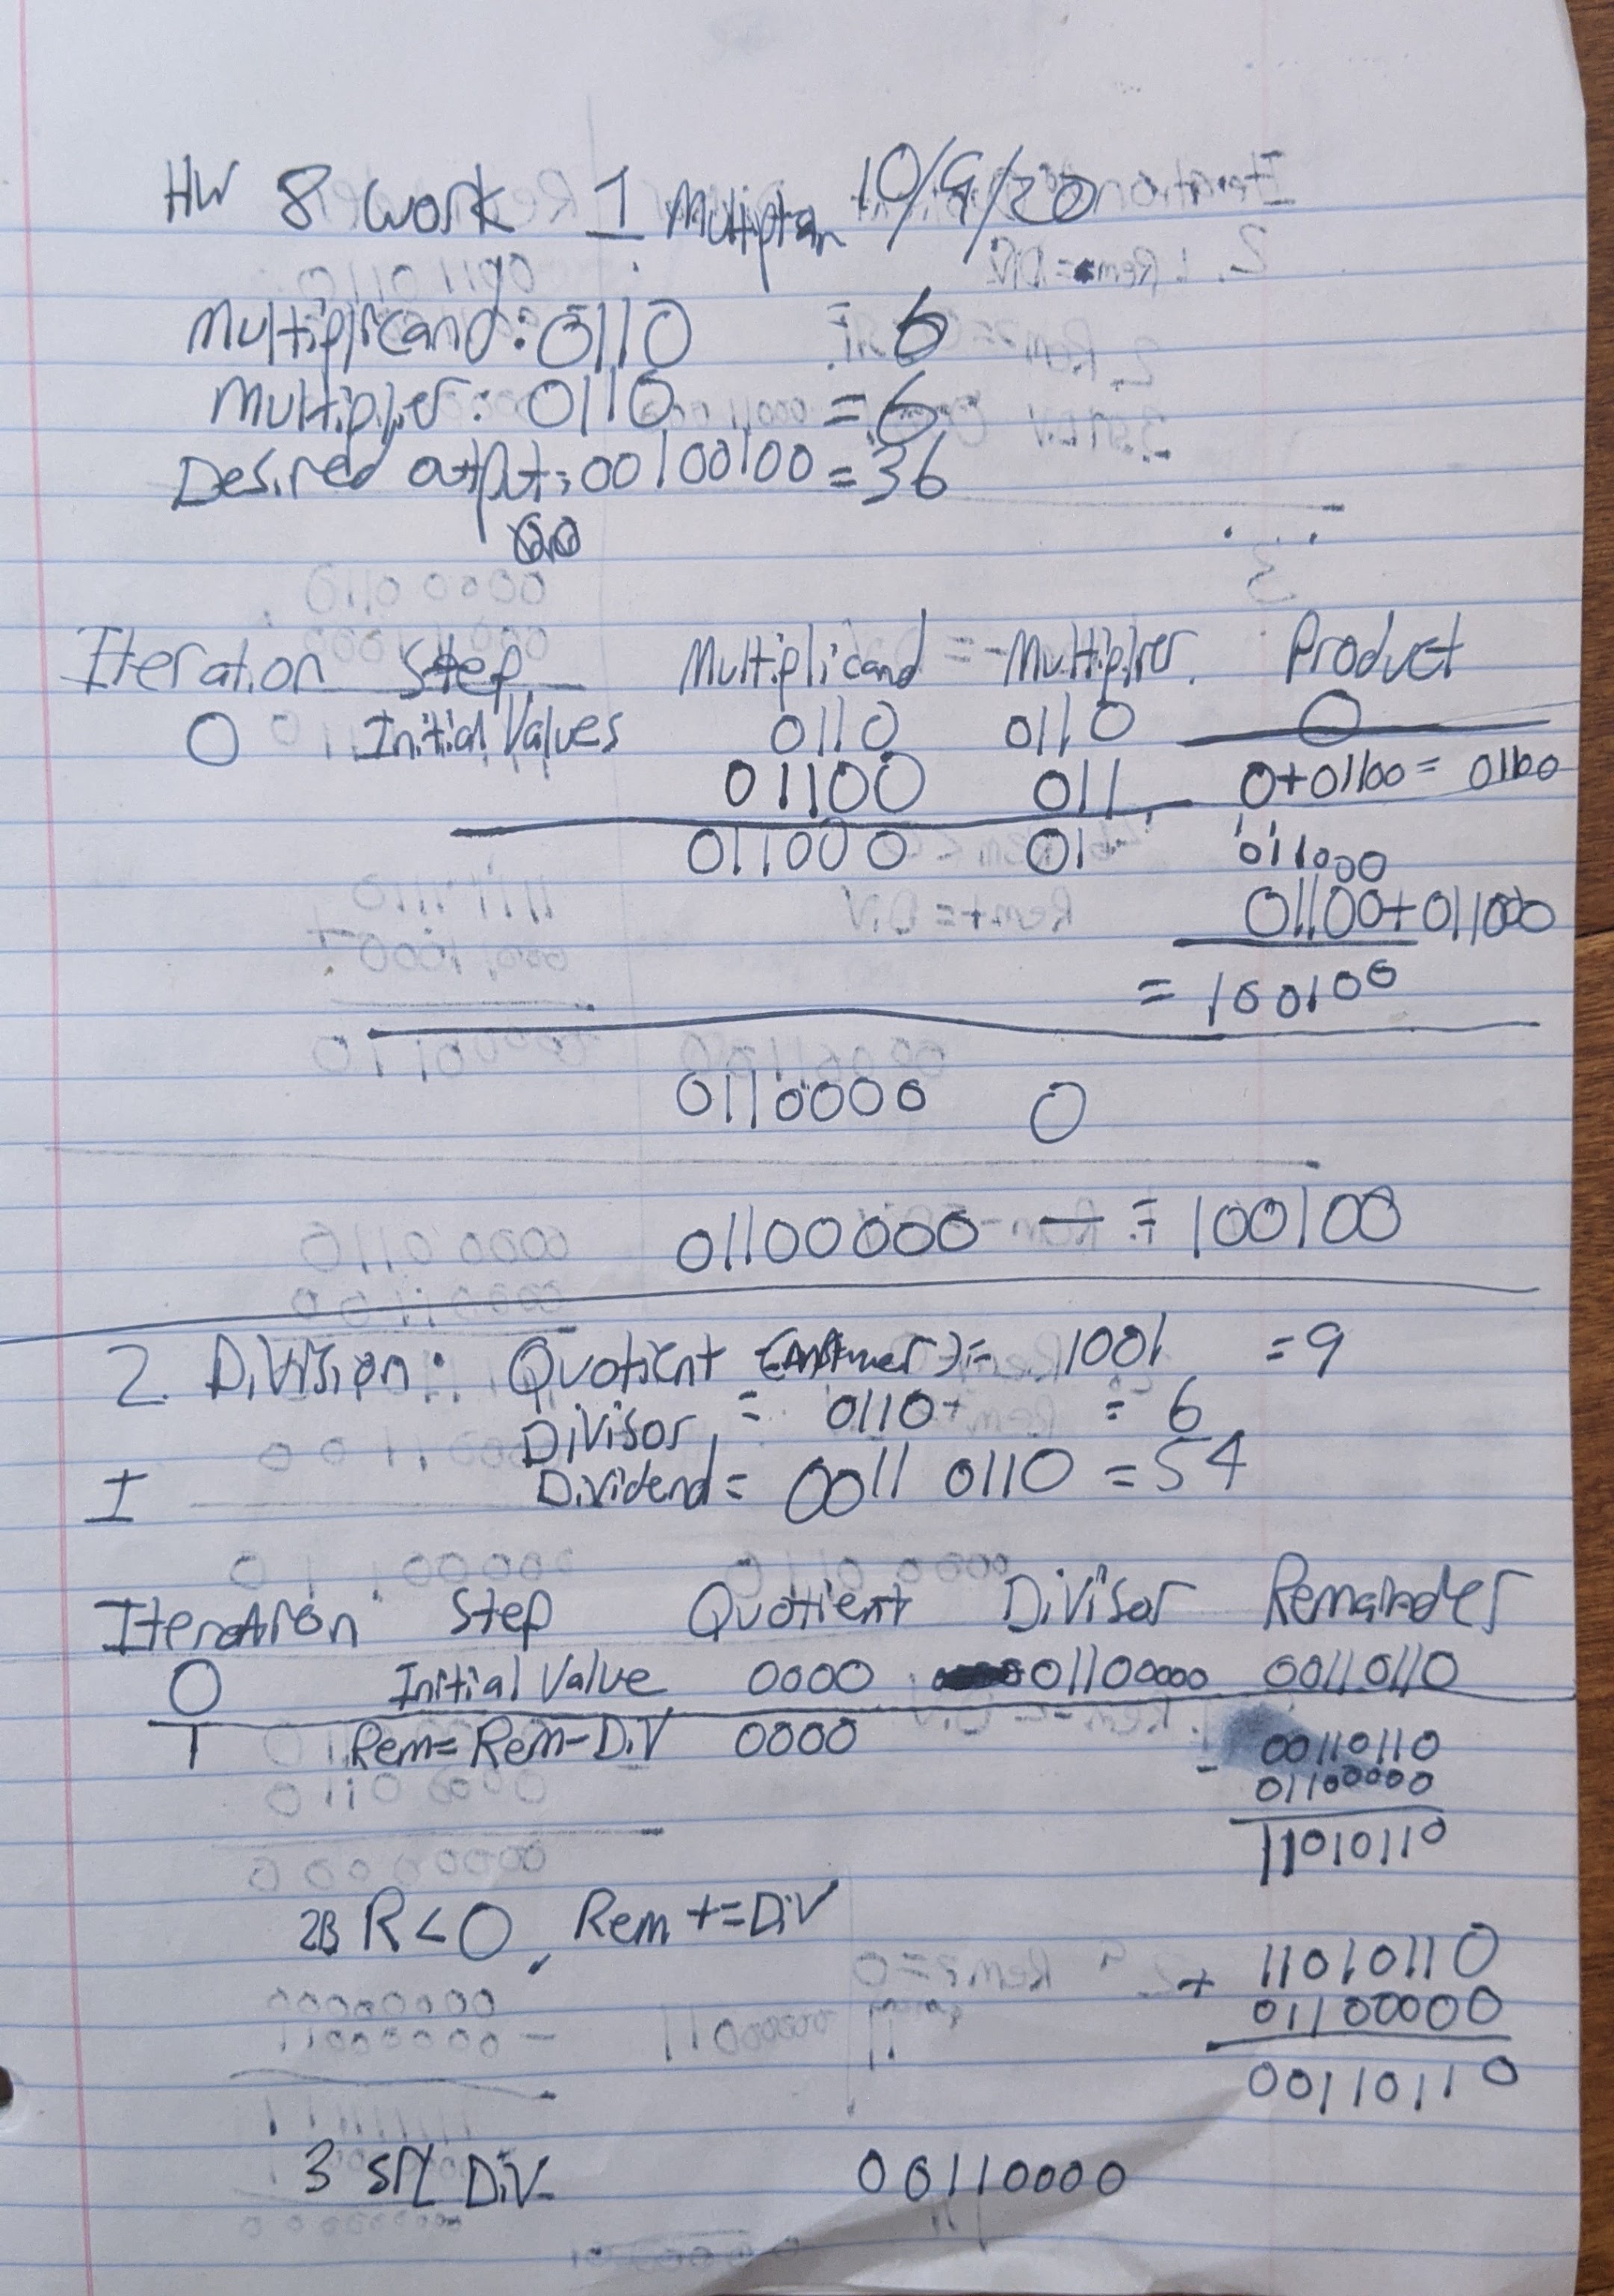 HW 8 work 1 10/9/20
Multiplicand: 0110 = 6
Multiplier: 0110 = 6
Desired output: 00100100 = 36
Iteration Step Multiplicand Multiplier Product
0 Initial Values 0110 0110 0
01100 011 0+01100 = 01100
011000 01 011000
01100+011000
= 100100
0110000 0
01100000 — = 100100
2. Division: Quotient (Answer) = 1001 = 9
Divisor = 0110 = 6
I Dividend = 0011 0110 = 54
Iteration Step Quotient Divisor Remainder
0 Initial Value 0000 01100000 00110110
1 Rem = Rem-Div 0000 00110110
- 01100000
11010110
2B R<0, Rem += Div
11010110
+ 01100000
00110110
3 SRL Div 00110000